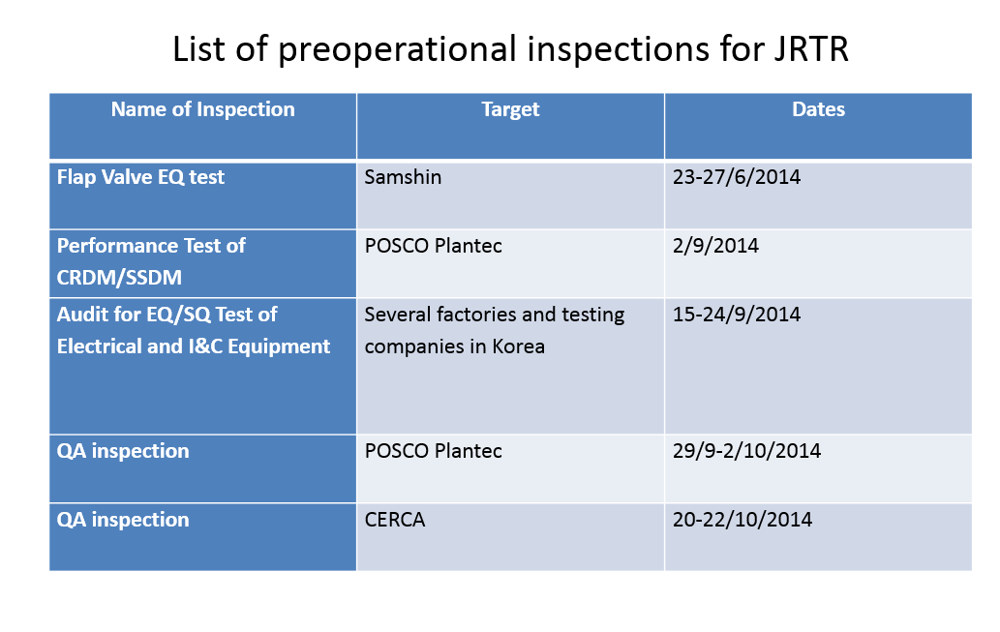 List of preoperational inspections for JRTR
Name of Inspection Target Dates
Flap Valve EQ test Samshin 23-27/6/2014
Performance Test of CRDM/SSDM POSCO Plantec 2/9/2014
Audit for EQ/SQ Test of Electrical and I&C Equipment Several factories and testing companies in Korea 15-24/9/2014
QA inspection POSCO Plantec 29/9-2/10/2014
QA inspection CERCA 20-22/10/2014